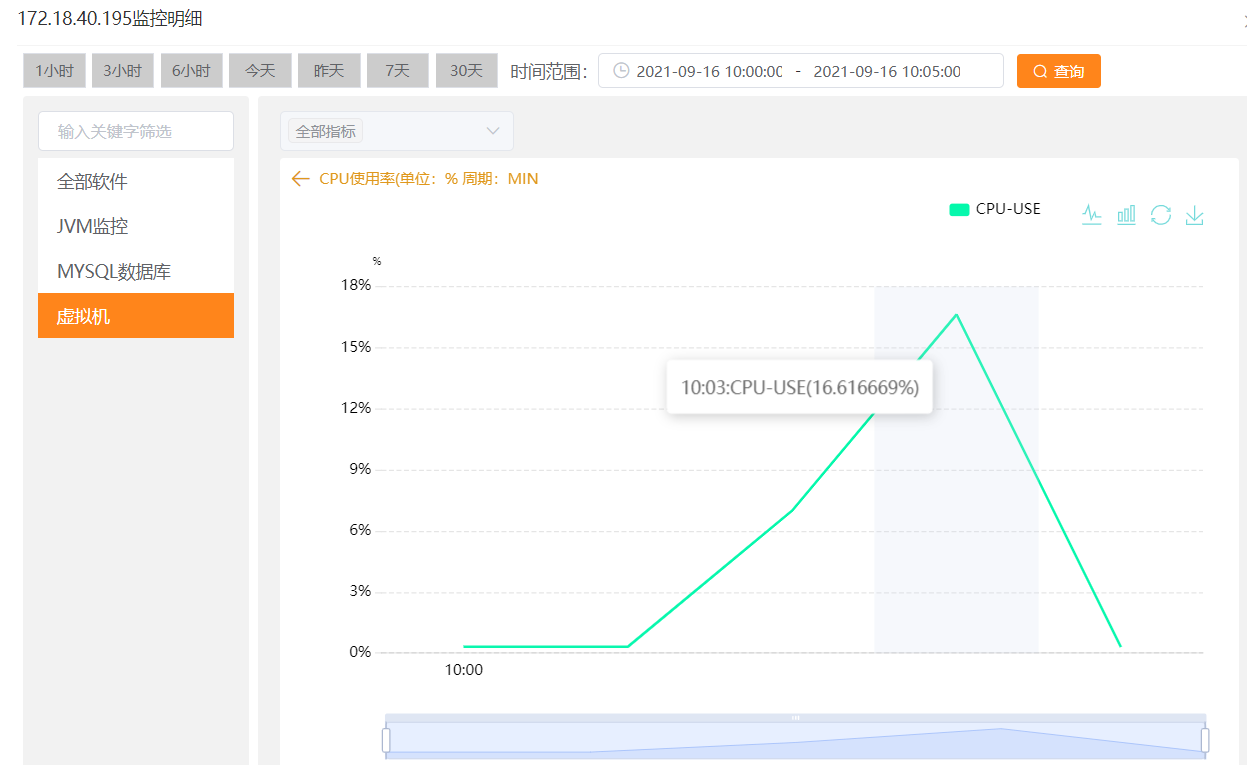 172.18.40.195监控明细
1小时 3小时 6小时 今天 昨天 7天 30天 时间范围： 2021-09-16 10:00:00 - 2021-09-16 10:05:00 查询
输入关键字筛选
全部软件
JVM监控
MYSQL数据库
虚拟机
全部指标
CPU使用率(单位：% 周期：MIN
CPU-USE
%
18%
15%
10:03:CPU-USE(16.616669%)
12%
9%
6%
3%
0%
10:00